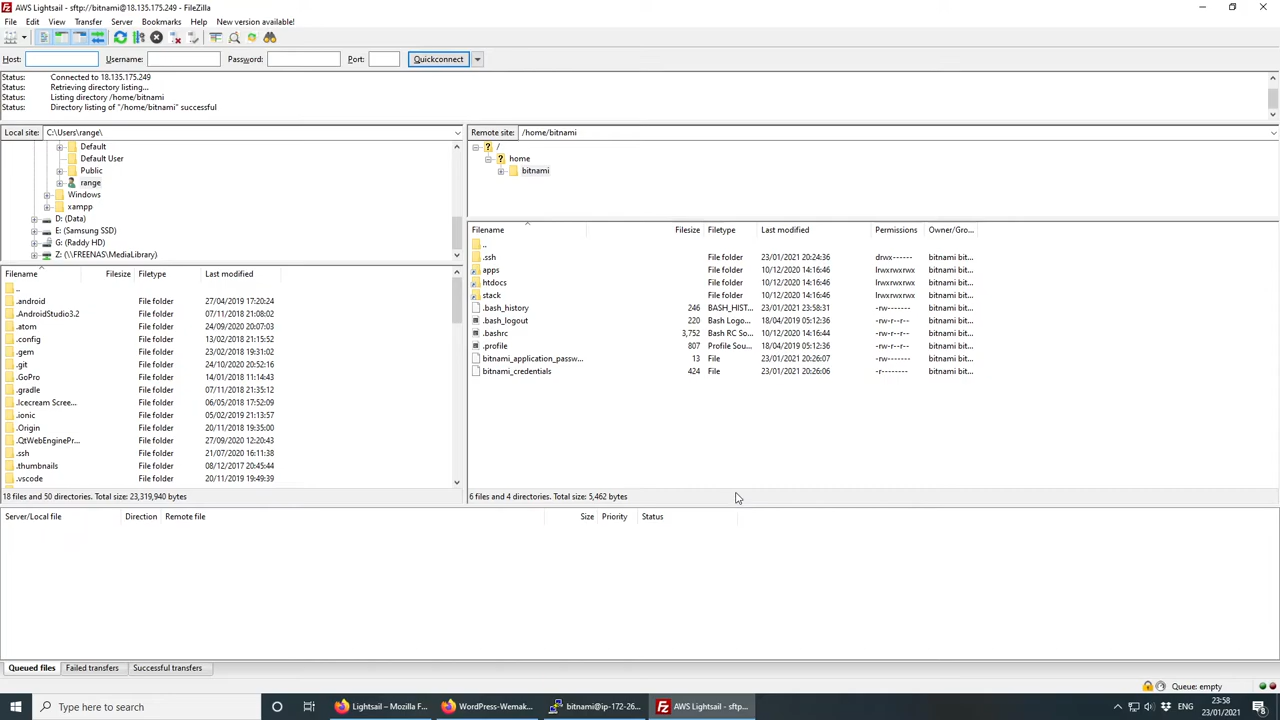 AWS Lightsail - sftp://bitnami@18.135.175.249 - FileZilla
File Edit View Transfer Server Bookmarks Help New version available!
Host: Username: Password: Port: Quickconnect
Status: Connected to 18.135.175.249
Status: Retrieving directory listing...
Status: Listing directory /home/bitnami
Status: Directory listing of "/home/bitnami" successful
Local site: C:\Users\range\
Default
Default User
Public
range
Windows
xampp
D: (Data)
E: (Samsung SSD)
G: (Raddy HD)
Z: (\\FREENAS\MediaLibrary)
Filename Filesize Filetype Last modified
..
.android File folder 27/04/2019 17:20:24
.AndroidStudio3.2 File folder 07/11/2018 21:08:02
.atom File folder 24/09/2020 20:07:03
.config File folder 13/02/2018 21:15:52
.gem File folder 23/02/2018 19:31:02
.git File folder 24/10/2020 20:52:16
.GoPro File folder 14/01/2018 11:14:43
.gradle File folder 07/11/2018 21:35:12
.Icecream Scree... File folder 06/05/2018 17:52:09
.ionic File folder 05/02/2019 21:13:57
.Origin File folder 20/11/2018 19:35:00
.QtWebEnginePr... File folder 27/09/2020 12:20:43
.ssh File folder 21/07/2020 16:11:38
.thumbnails File folder 08/12/2017 20:45:44
.vscode File folder 20/11/2019 19:49:39
18 files and 50 directories. Total size: 23,319,940 bytes
Remote site: /home/bitnami
/
home
bitnami
Filename Filesize Filetype Last modified Permissions Owner/Gro...
..
.ssh File folder 23/01/2021 20:24:36 drwx------ bitnami bit...
apps File folder 10/12/2020 14:16:46 lrwxrwxrwx bitnami bit...
htdocs File folder 10/12/2020 14:16:46 lrwxrwxrwx bitnami bit...
stack File folder 10/12/2020 14:16:46 lrwxrwxrwx bitnami bit...
.bash_history 246 BASH_HIST... 23/01/2021 23:58:31 -rw------- bitnami bit...
.bash_logout 220 Bash Logo... 18/04/2019 05:12:36 -rw-r--r-- bitnami bit...
.bashrc 3,752 Bash RC So... 10/12/2020 14:16:44 -rw-r--r-- bitnami bit...
.profile 807 Profile Sou... 18/04/2019 05:12:36 -rw-r--r-- bitnami bit...
bitnami_application_passw... 13 File 23/01/2021 20:26:07 -rw------- bitnami bit...
bitnami_credentials 424 File 23/01/2021 20:26:06 -r-------- bitnami bit...
6 files and 4 directories. Total size: 5,462 bytes
Server/Local file Direction Remote file Size Priority Status
Queued files Failed transfers Successful transfers
Queue: empty
Type here to search
Lightsail – Mozilla F...
WordPress-Wemak...
bitnami@ip-172-26...
AWS Lightsail - sftp...
ENG
23:58
23/01/2021
8